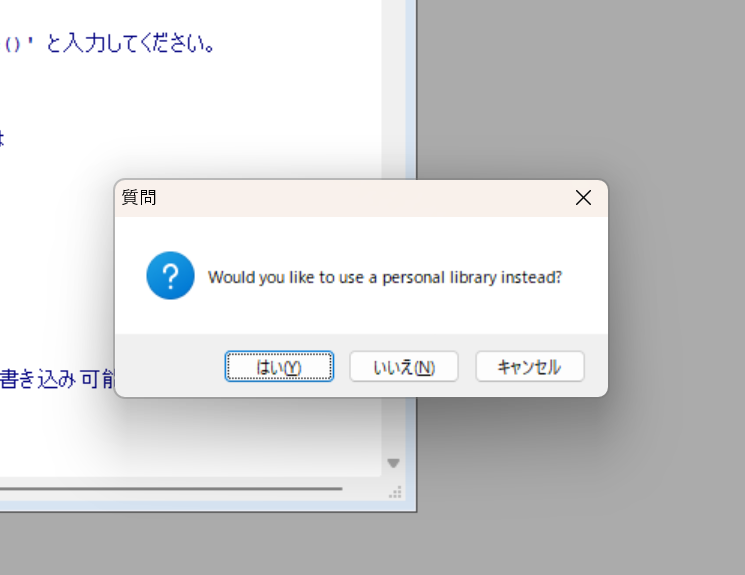 ()' と入力してください。
は
質問
Would you like to use a personal library instead?
はい(Y)
いいえ(N)
キャンセル
書き込み可能